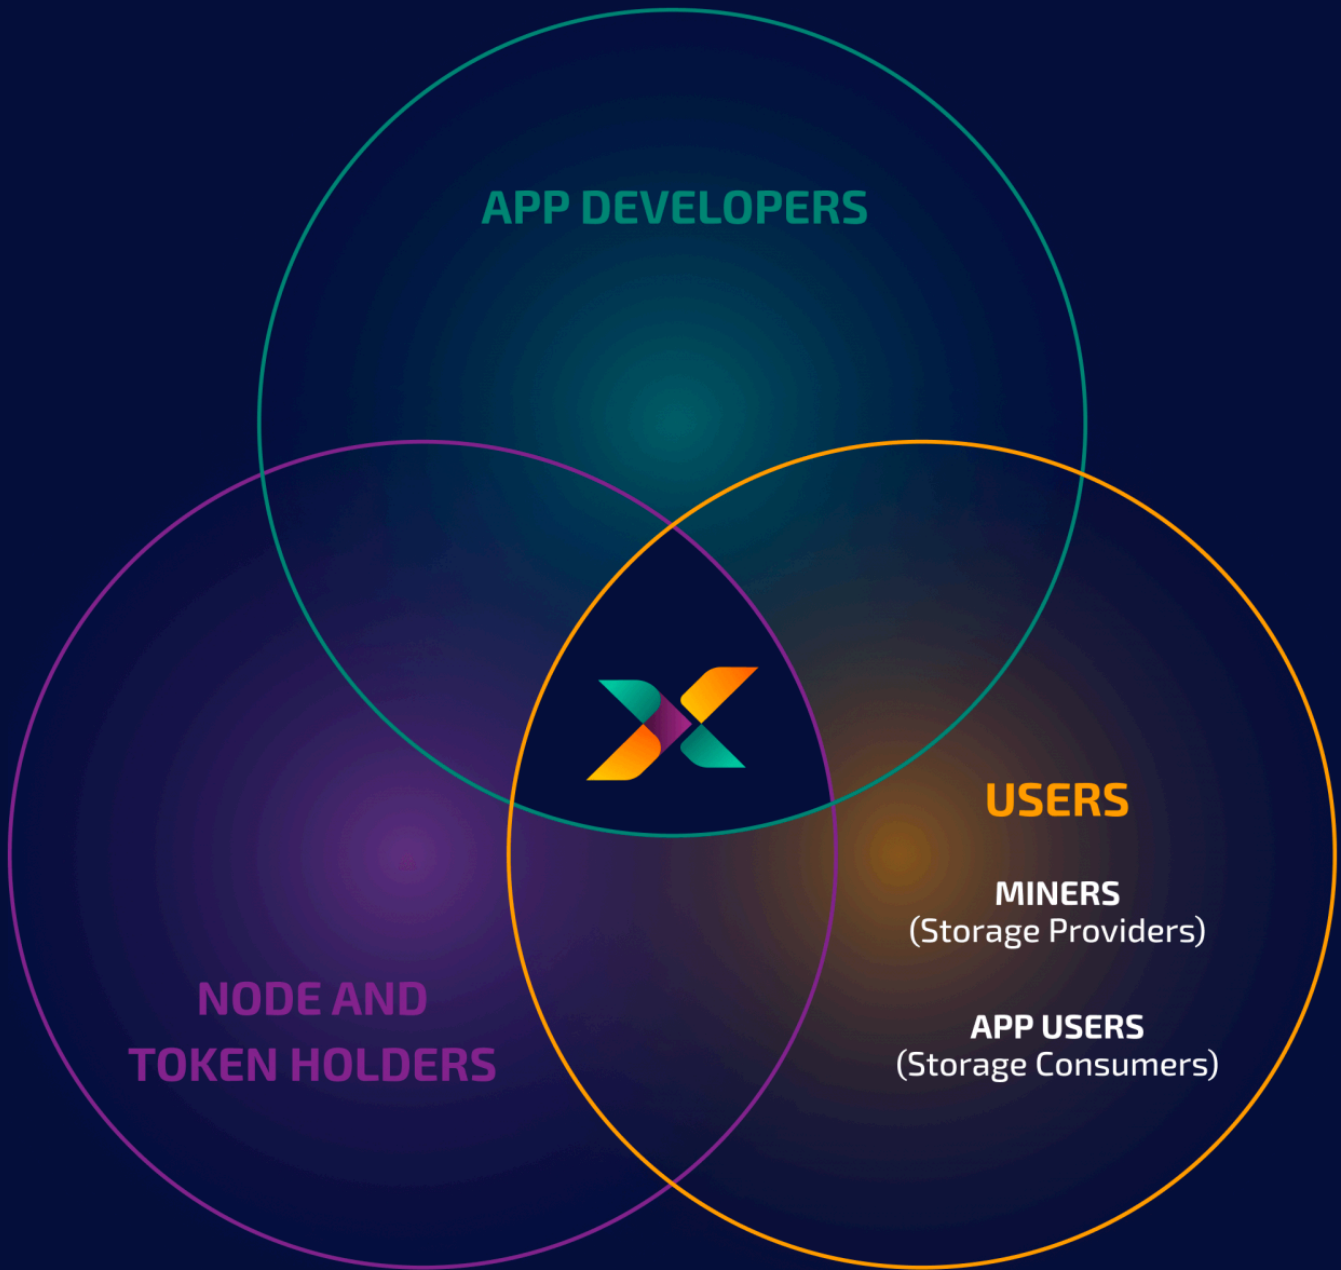 APP DEVELOPERS
USERS
MINERS
(Storage Providers)
APP USERS
(Storage Consumers)
NODE AND
TOKEN HOLDERS